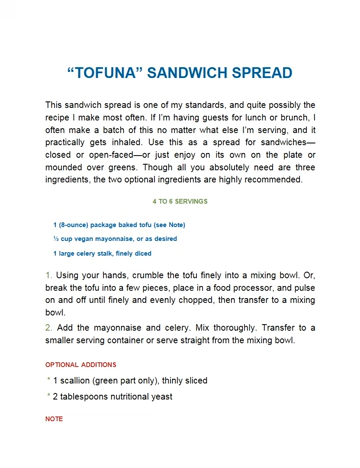 “TOFUNA” SANDWICH SPREAD
This sandwich spread is one of my standards, and quite possibly the
recipe I make most often. If I’m having guests for lunch or brunch, I
often make a batch of this no matter what else I’m serving, and it
practically gets inhaled. Use this as a spread for sandwiches—
closed or open-faced—or just enjoy on its own on the plate or
mounded over greens. Though all you absolutely need are three
ingredients, the two optional ingredients are highly recommended.
4 TO 6 SERVINGS
1 (8-ounce) package baked tofu (see Note)
½ cup vegan mayonnaise, or as desired
1 large celery stalk, finely diced
1. Using your hands, crumble the tofu finely into a mixing bowl. Or,
break the tofu into a few pieces, place in a food processor, and pulse
on and off until finely and evenly chopped, then transfer to a mixing
bowl.
2. Add the mayonnaise and celery. Mix thoroughly. Transfer to a
smaller serving container or serve straight from the mixing bowl.
OPTIONAL ADDITIONS
* 1 scallion (green part only), thinly sliced
* 2 tablespoons nutritional yeast
NOTE